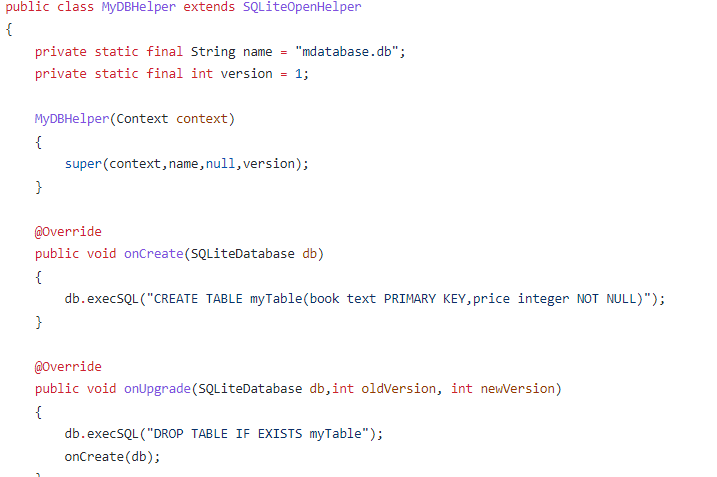 public class MyDBHelper extends SQLiteOpenHelper
{
    private static final String name = "mdatabase.db";
    private static final int version = 1;

    MyDBHelper(Context context)
    {
        super(context,name,null,version);
    }

    @Override
    public void onCreate(SQLiteDatabase db)
    {
        db.execSQL("CREATE TABLE myTable(book text PRIMARY KEY,price integer NOT NULL)");
    }

    @Override
    public void onUpgrade(SQLiteDatabase db,int oldVersion, int newVersion)
    {
        db.execSQL("DROP TABLE IF EXISTS myTable");
        onCreate(db);